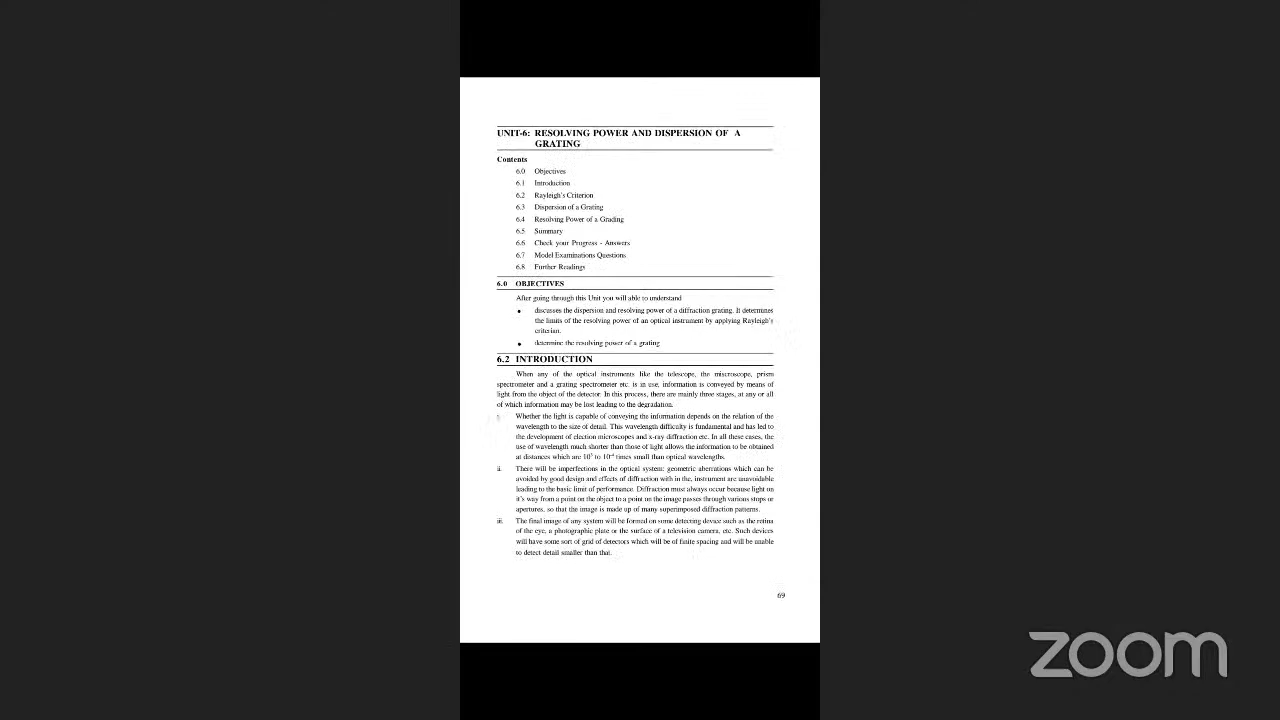 UNIT-6: RESOLVING POWER AND DISPERSION OF A
GRATING
Contents
6.0 Objectives
6.1 Introduction
6.2 Rayleigh's Criterion
6.3 Dispersion of a Grating
6.4 Resolving Power of a Grading
6.5 Summary
6.6 Check your Progress - Answers
6.7 Model Examinations Questions
6.8 Further Readings
6.0 OBJECTIVES
After going through this Unit you will able to understand
• discusses the dispersion and resolving power of a diffraction grating. It determines
the limits of the resolving power of an optical instrument by applying Rayleigh's
criterian.
• determine the resolving power of a grating
6.2 INTRODUCTION
When any of the optical instruments like the telescope, the miscroscope, prism
spectrometer and a grating spectrometer etc. is in use, information is conveyed by means of
light from the object of the detector. In this process, there are mainly three stages, at any or all
of which information may be lost leading to the degradation.
Whether the light is capable of conveying the information depends on the relation of the
wavelength to the size of detail. This wavelength difficulty is fundamental and has led to
the development of election microscopes and x-ray diffraction etc. In all these cases, the
use of wavelength much shorter than those of light allows the information to be obtained
at distances which are 10³ to 10⁻⁴ times small than optical wavelengths.
ii. There will be imperfections in the optical system: geometric aberrations which can be
avoided by good design and effects of diffraction with in the, instrument are unavoidable
leading to the basic limit of performance. Diffraction must always occur because light on
it's way from a point on the object to a point on the image passes through various stops or
apertures, so that the image is made up of many superimposed diffraction patterns.
iii. The final image of any system will be formed on some detecting device such as the retina
of the eye, a photographic plate or the surface of a television camera, etc. Such devices
will have some sort of grid of detectors which will be of finite spacing and will be unable
to detect detail smaller than that.
69
zoom